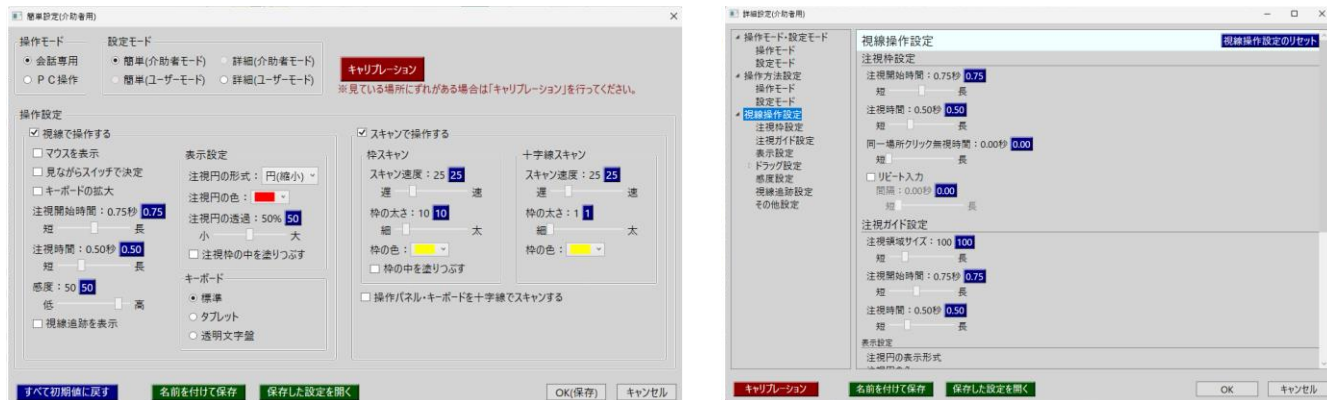 簡単設定(介助者用)
操作モード
会話専用
ＰＣ操作
設定モード
簡単(介助者モード) 詳細(介助者モード)
簡単(ユーザーモード) 詳細(ユーザーモード)
キャリブレーション
※見ている場所にずれがある場合は「キャリブレーション」を行ってください。
操作設定
視線で操作する
マウスを表示
見ながらスイッチで決定
キーボードの拡大
注視開始時間：0.75秒 0.75
短 長
注視時間：0.50秒 0.50
短 長
感度：50 50
低 高
視線追跡を表示
表示設定
注視円の形式： 円(縮小)
注視円の色：
注視円の透過：50% 50
小 大
注視枠の中を塗りつぶす
キーボード
標準
タブレット
透明文字盤
スキャンで操作する
枠スキャン
スキャン速度：25 25
遅 速
枠の太さ：10 10
細 太
枠の色：
枠の中を塗りつぶす
十字線スキャン
スキャン速度：25 25
遅 速
枠の太さ：1 1
細 太
枠の色：
操作パネル・キーボードを十字線でスキャンする
すべて初期値に戻す 名前を付けて保存 保存した設定を開く OK(保存) キャンセル
詳細設定(介助者用)
操作モード・設定モード
操作モード
設定モード
操作方法設定
操作モード
設定モード
視線操作設定
注視枠設定
注視ガイド設定
表示設定
ドラッグ設定
感度設定
視線追跡設定
その他設定
視線操作設定 視線操作設定のリセット
注視枠設定
注視開始時間：0.75秒 0.75
短 長
注視時間：0.50秒 0.50
短 長
同一場所クリック無視時間：0.00秒 0.00
短 長
リピート入力
間隔：0.00秒 0.00
短 長
注視ガイド設定
注視領域サイズ：100 100
短 長
注視開始時間：0.75秒 0.75
短 長
注視時間：0.50秒 0.50
短 長
表示設定
注視円の表示形式
キャリブレーション 名前を付けて保存 保存した設定を開く OK キャンセル